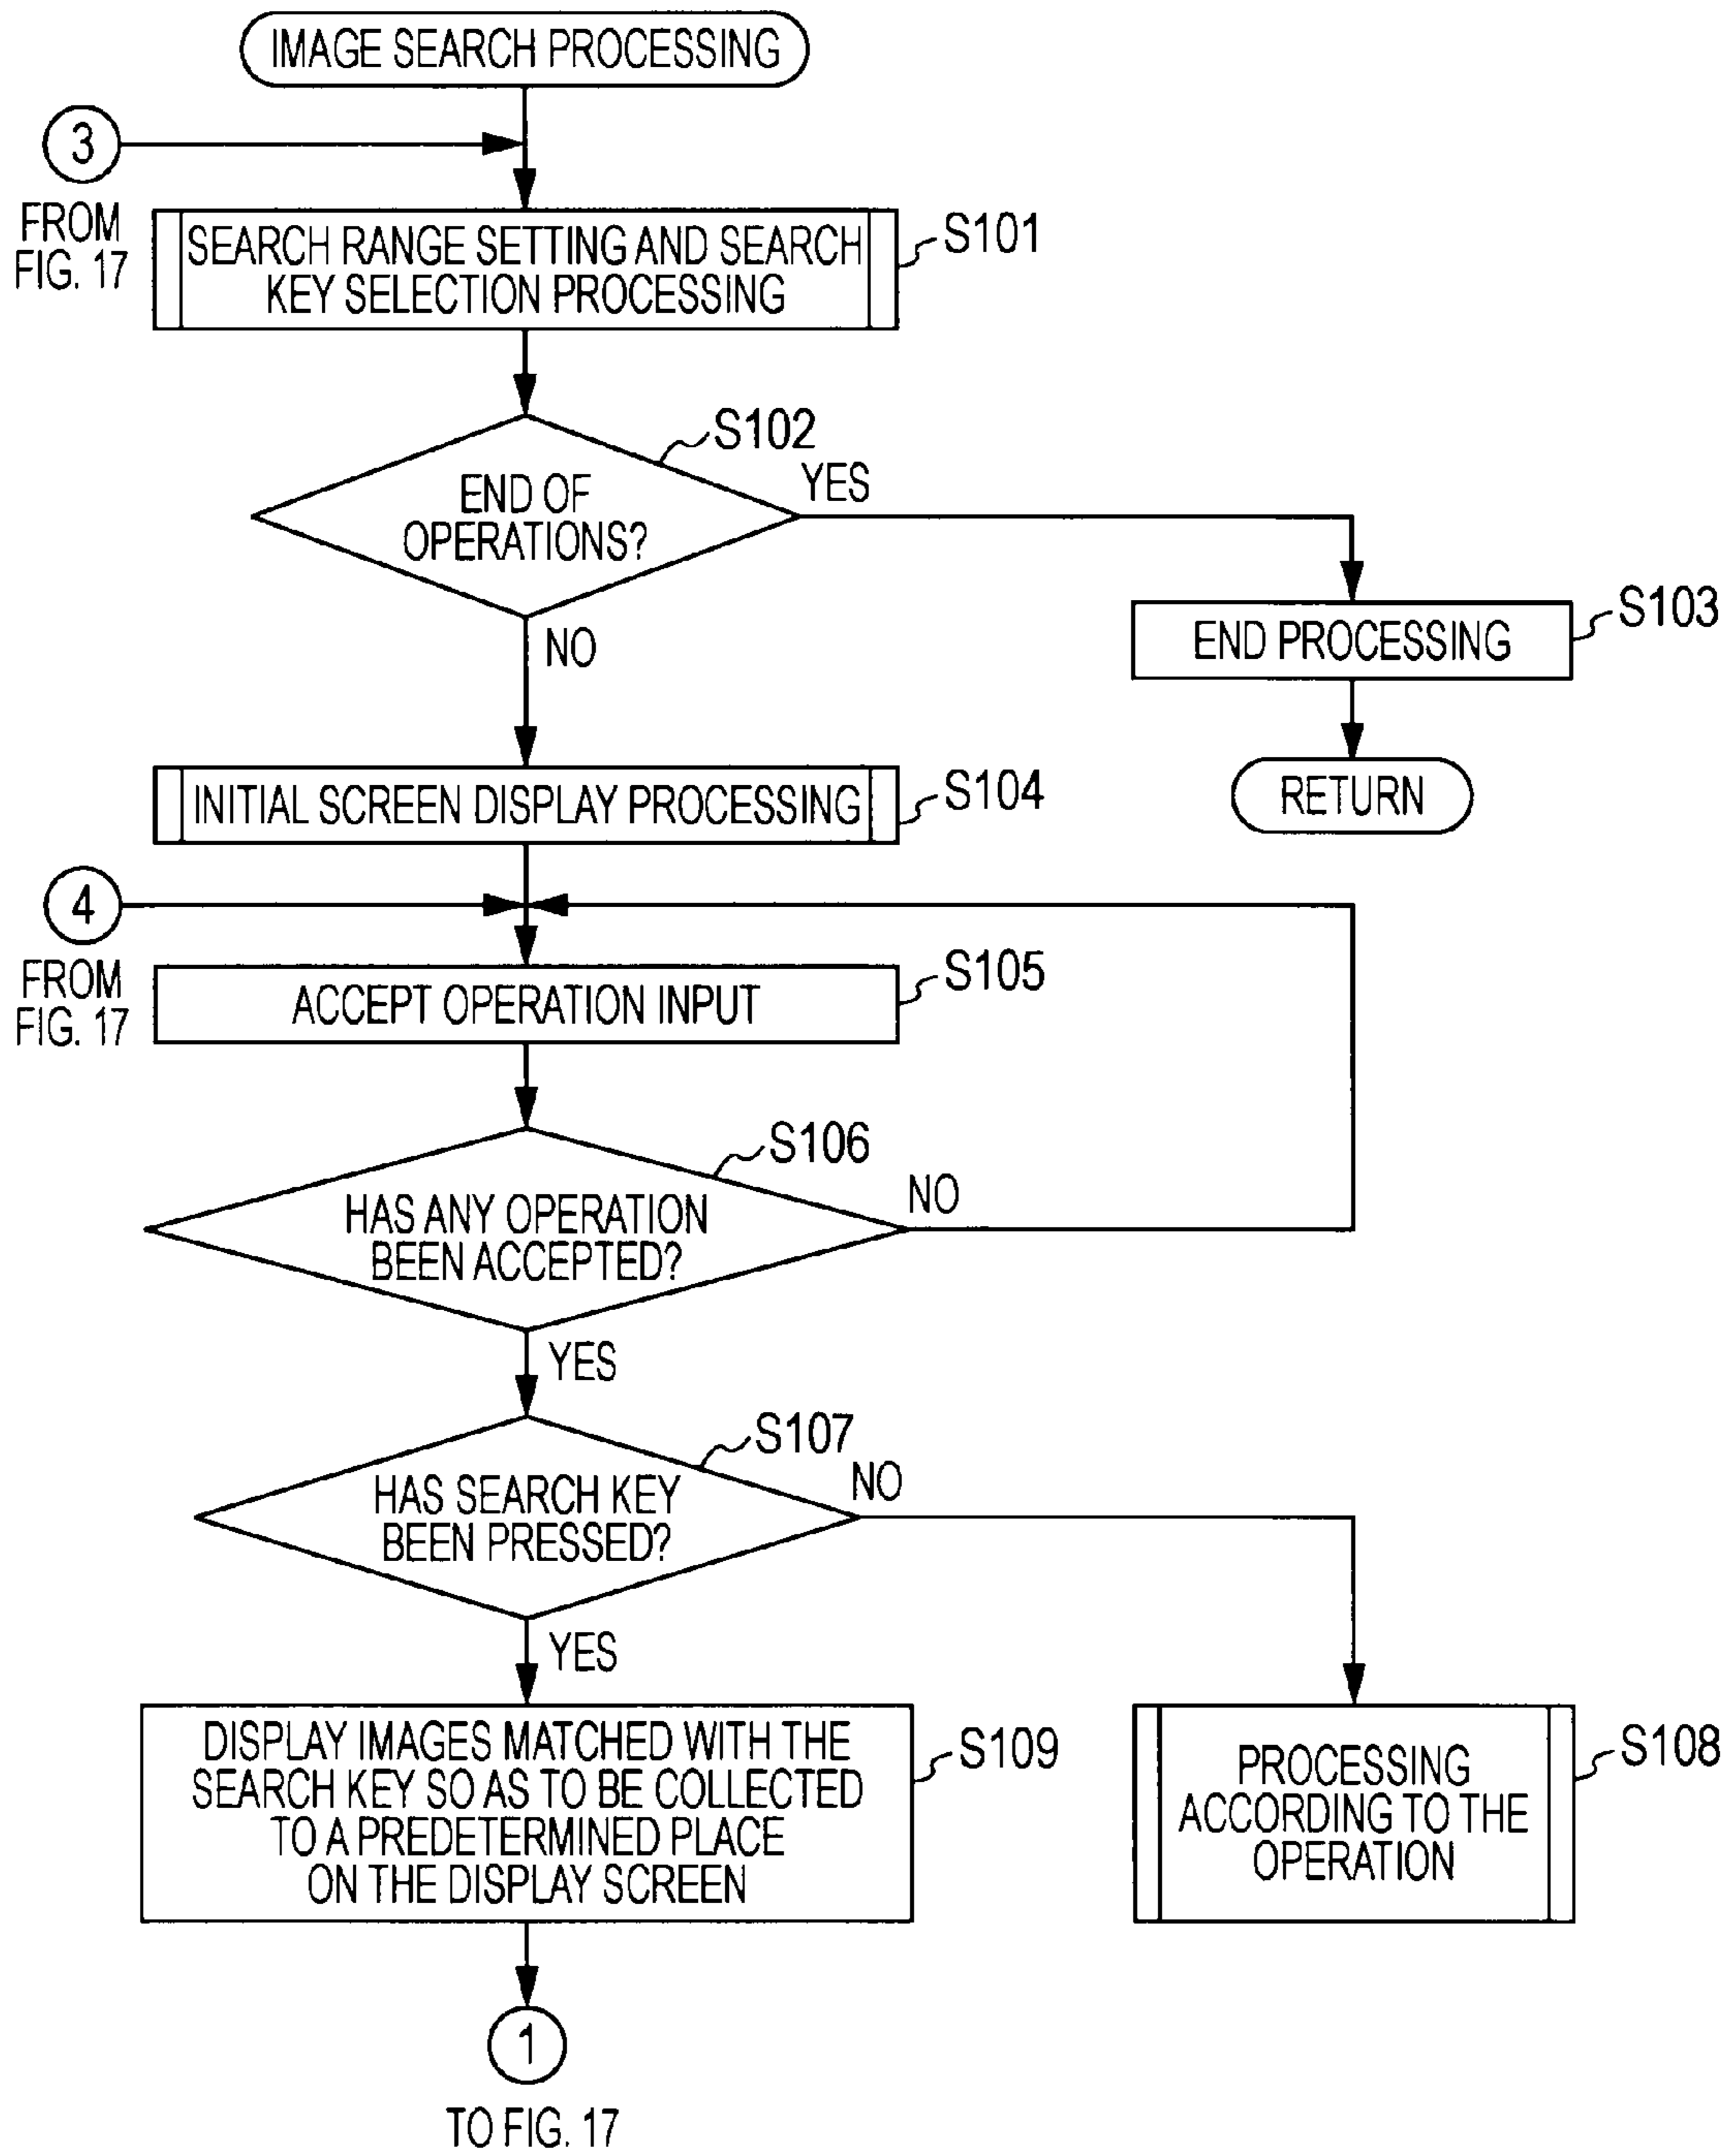 IMAGE SEARCH PROCESSING
3
FROM
FIG. 17
SEARCH RANGE SETTING AND SEARCH
KEY SELECTION PROCESSING
S101
S102
END OF
OPERATIONS?
YES
NO
END PROCESSING
S103
RETURN
INITIAL SCREEN DISPLAY PROCESSING
S104
4
FROM
FIG. 17
ACCEPT OPERATION INPUT
S105
S106
HAS ANY OPERATION
BEEN ACCEPTED?
NO
YES
S107
HAS SEARCH KEY
BEEN PRESSED?
NO
YES
DISPLAY IMAGES MATCHED WITH THE
SEARCH KEY SO AS TO BE COLLECTED
TO A PREDETERMINED PLACE
ON THE DISPLAY SCREEN
S109
PROCESSING
ACCORDING TO THE
OPERATION
S108
1
TO FIG. 17